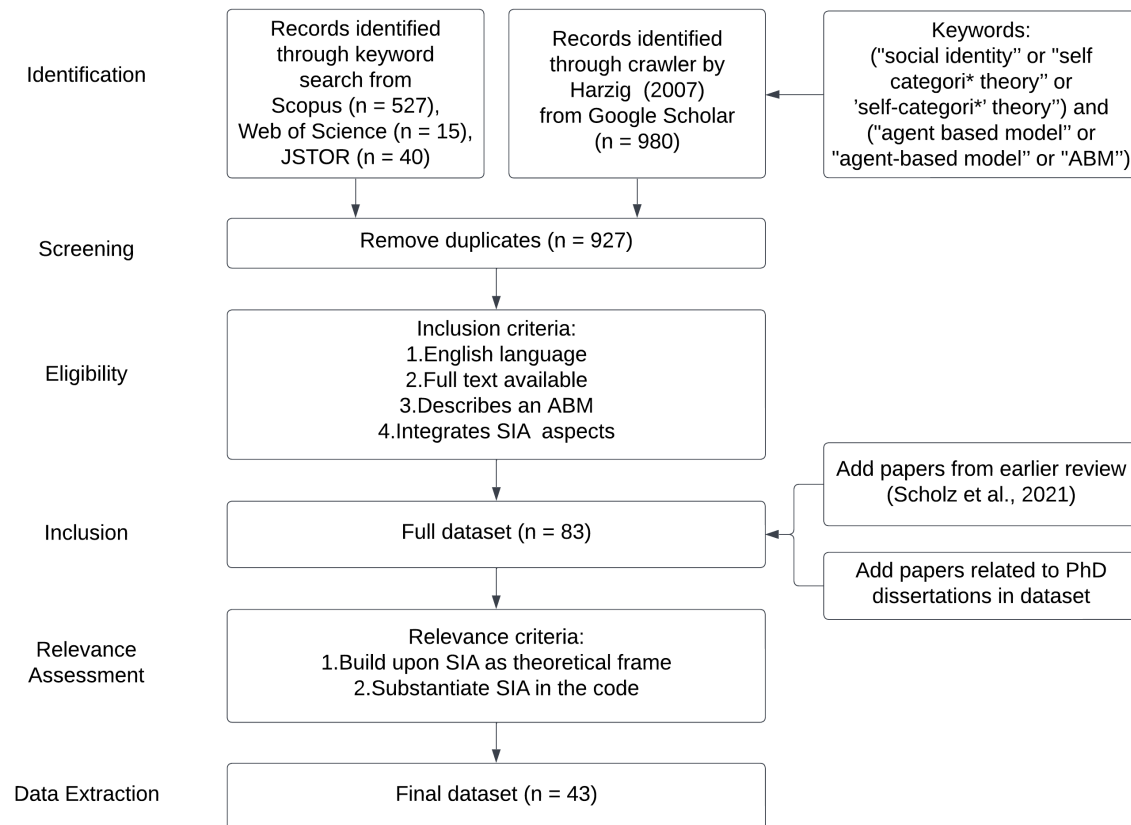 Identification
Records identified
through keyword
search from
Scopus (n = 527),
Web of Science (n = 15),
JSTOR (n = 40)
Records identified
through crawler by
Harzig  (2007)
from Google Scholar
(n = 980)
Keywords:
("social identity” or "self
categori* theory” or
’self-categori*’ theory”) and
("agent based model” or
"agent-based model” or "ABM”)
Screening
Remove duplicates (n = 927)
Eligibility
Inclusion criteria:
1.English language
2.Full text available
3.Describes an ABM
4.Integrates SIA  aspects
Inclusion
Full dataset (n = 83)
Add papers from earlier review
(Scholz et al., 2021)
Add papers related to PhD
dissertations in dataset
Relevance
Assessment
Relevance criteria:
1.Build upon SIA as theoretical frame
2.Substantiate SIA in the code
Data Extraction
Final dataset (n = 43)